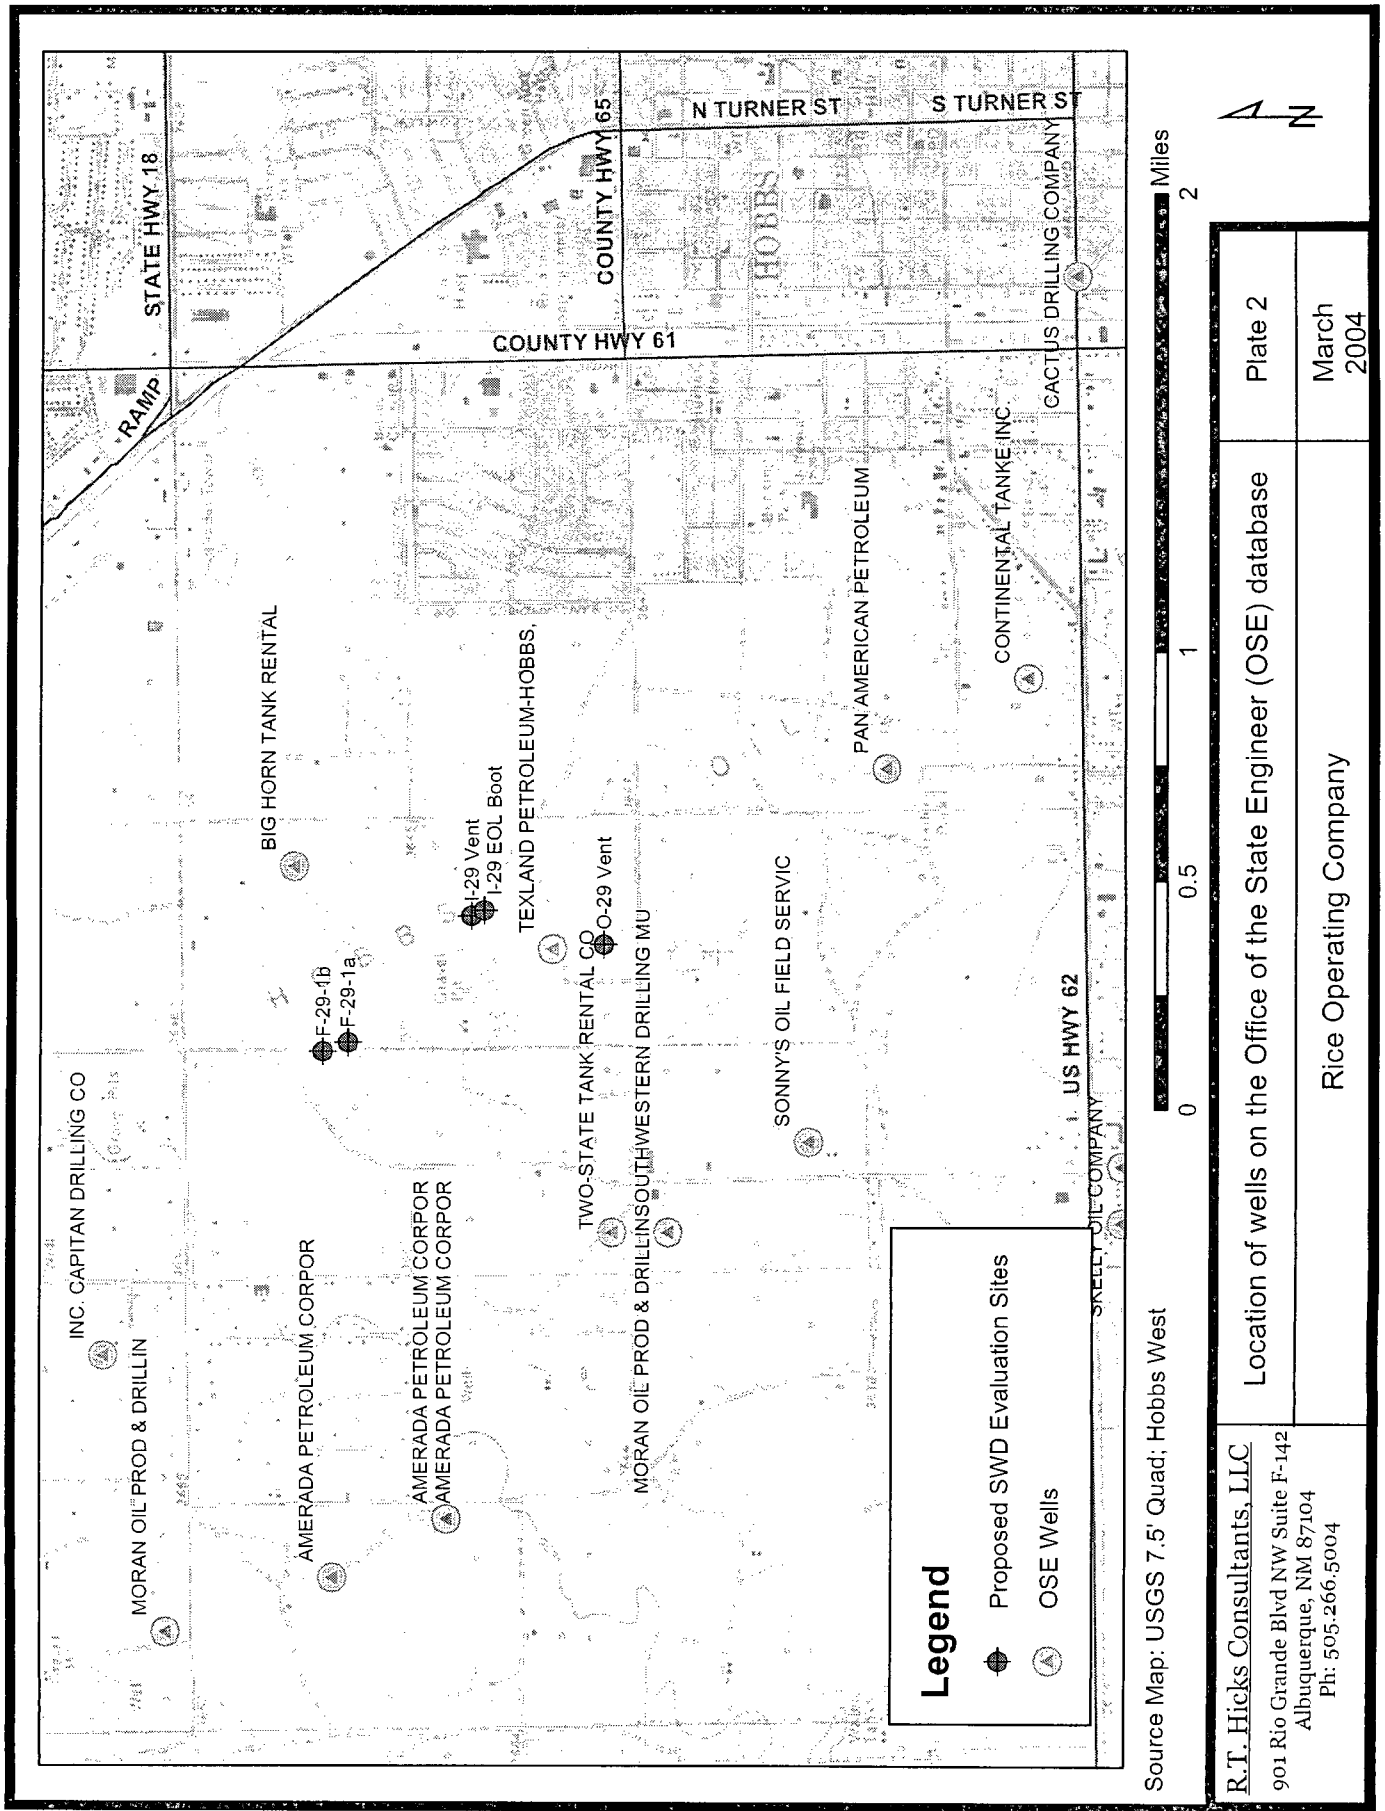 STATE HWY 18
RAMP
COUNTY HWY 65
N TURNER ST
S TURNER ST
COUNTY HWY 61
HOBBS
CACTUS DRILLING COMPANY
CONTINENTAL TANKE INC.
PAN AMERICAN PETROLEUM
BIG HORN TANK RENTAL
I-29 Vent
I-29 EOL Boot
TEXLAND PETROLEUM-HOBBS,
O-29 Vent
F-29-1b
F-29-1a
TWO-STATE TANK RENTAL CO
MORAN OIL PROD & DRILLINSOUTHWESTERN DRILLING MU
SONNY'S OIL FIELD SERVIC
US HWY 62
SKELLY OIL COMPANY
INC. CAPITAN DRILLING CO
MORAN OIL PROD & DRILLIN
AMERADA PETROLEUM CORPOR
AMERADA PETROLEUM CORPOR
AMERADA PETROLEUM CORPOR
Legend
Proposed SWD Evaluation Sites
OSE Wells
Source Map: USGS 7.5' Quad; Hobbs West
0 0.5 1 2
Miles
N
R.T. Hicks Consultants, LLC
901 Rio Grande Blvd NW Suite F-142
Albuquerque, NM 87104
Ph: 505.266.5004
Location of wells on the Office of the State Engineer (OSE) database
Plate 2
Rice Operating Company
March
2004